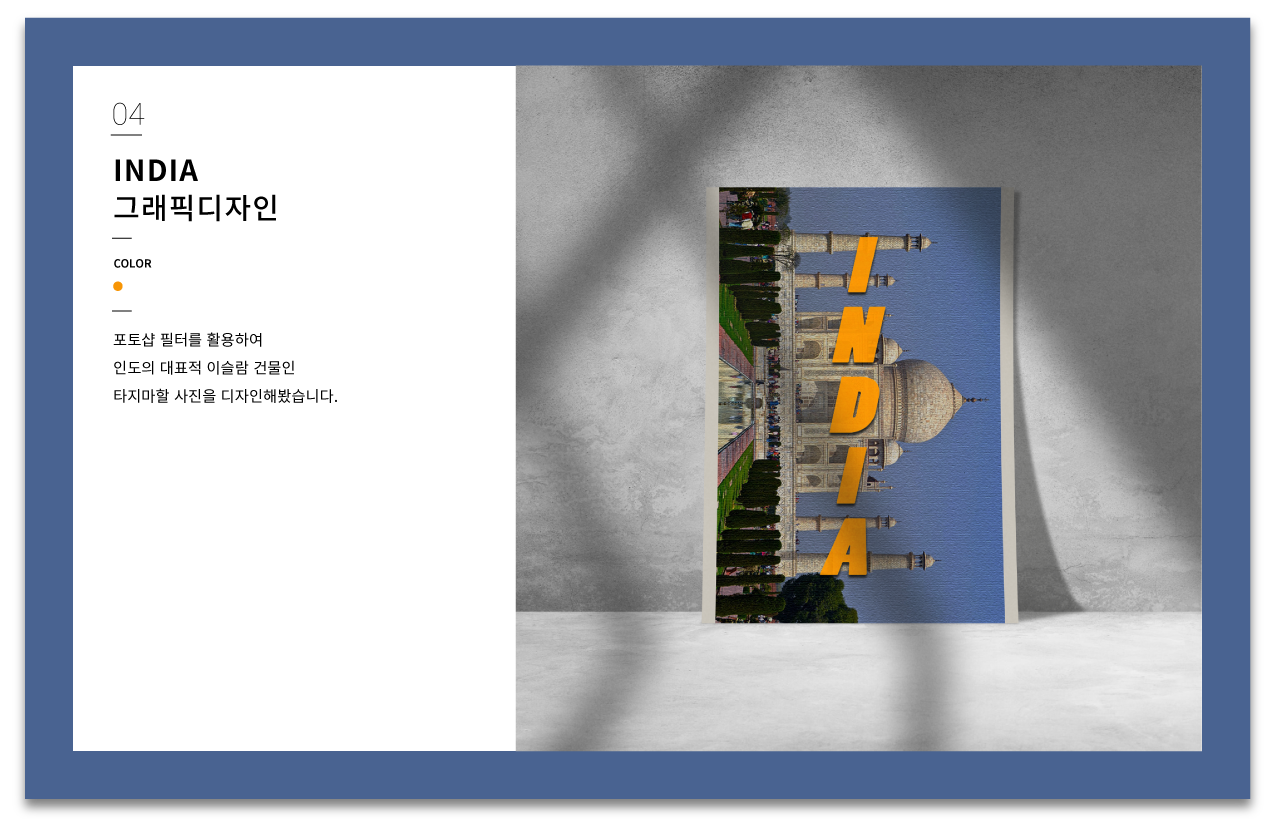 04
INDIA
그래픽디자인
COLOR
포토샵 필터를 활용하여
인도의 대표적 이슬람 건물인
타지마할 사진을 디자인해봤습니다.
INDIA